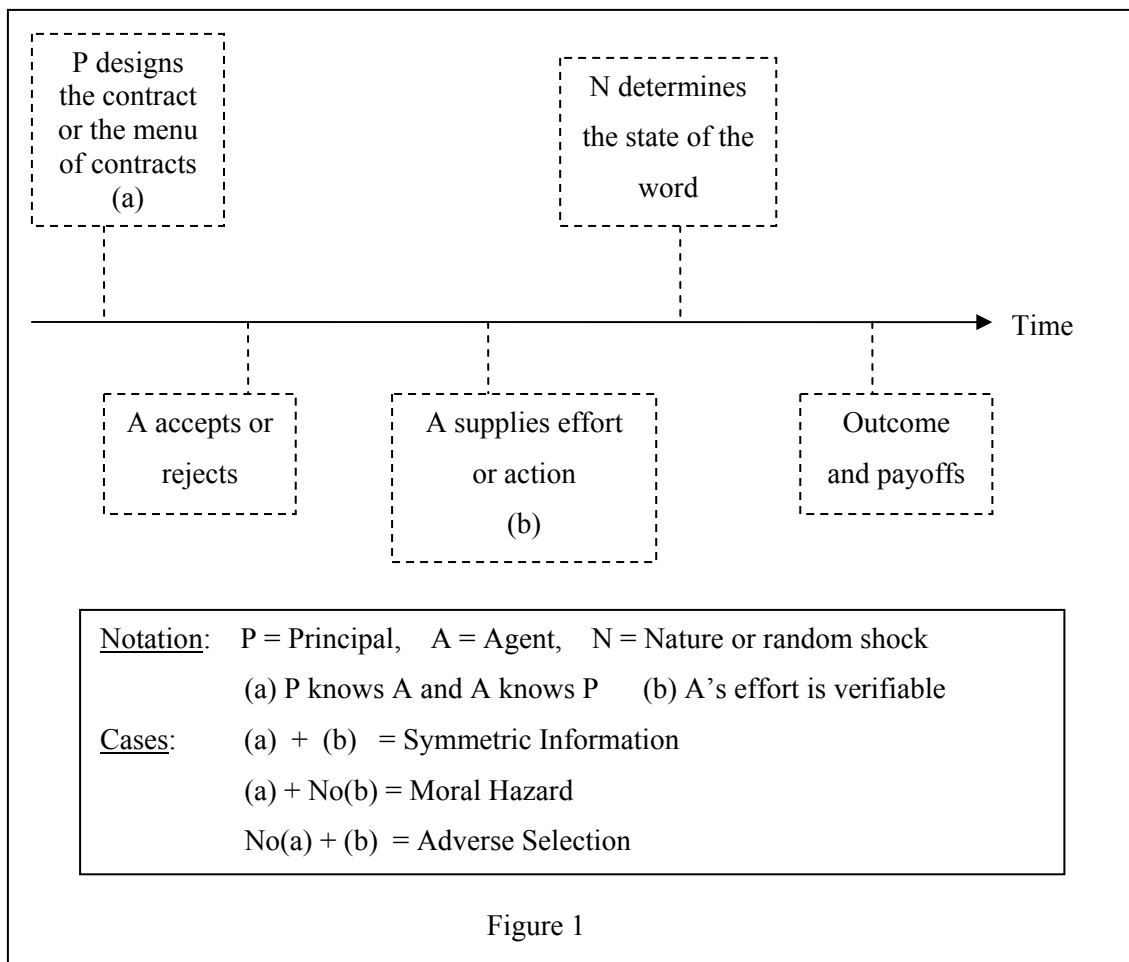 P designs
the contract
or the menu
of contracts
(a)
N determines
the state of the
word
Time
A accepts or
rejects
A supplies effort
or action
(b)
Outcome
and payoffs
Notation: P = Principal, A = Agent, N = Nature or random shock
(a) P knows A and A knows P (b) A’s effort is verifiable
Cases: (a) + (b) = Symmetric Information
(a) + No(b) = Moral Hazard
No(a) + (b) = Adverse Selection
Figure 1